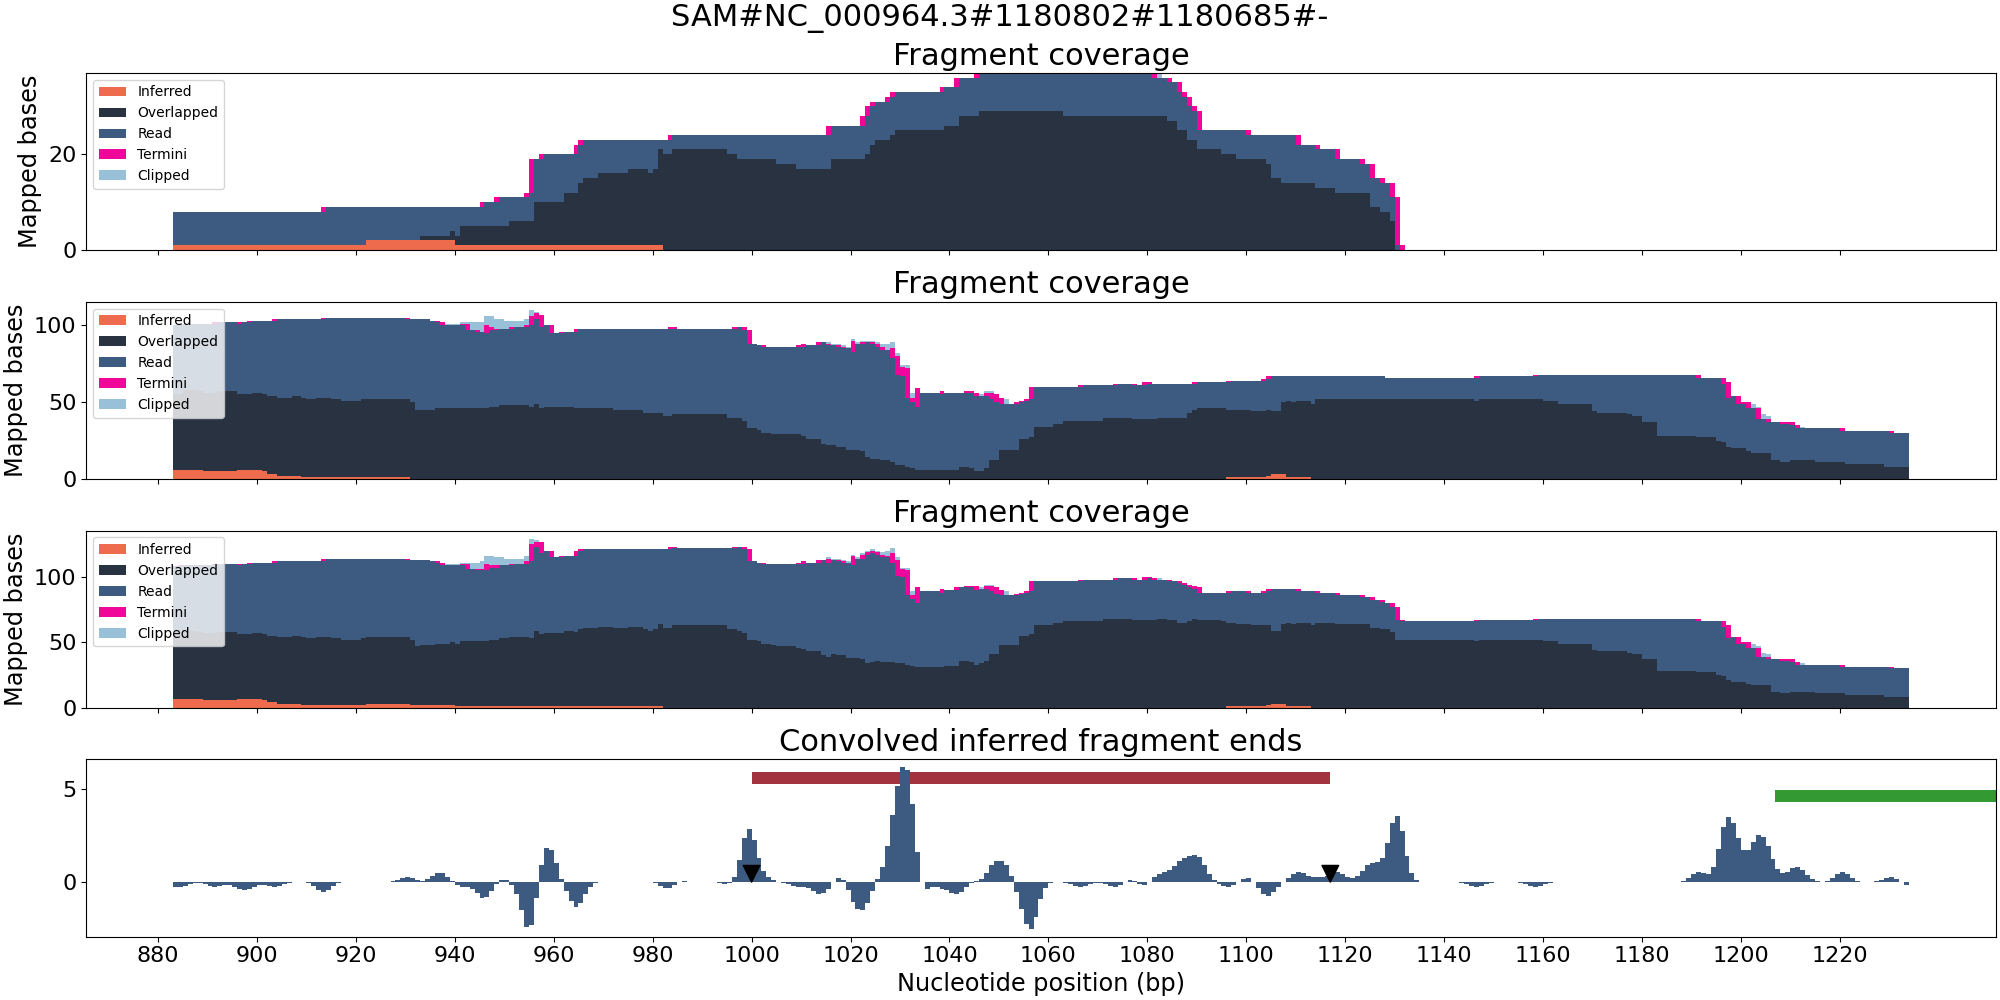 SAM#NC_000964.3#1180802#1180685#-
Fragment coverage
Mapped bases
20
0
Inferred
Overlapped
Read
Termini
Clipped
Fragment coverage
Mapped bases
100
50
0
Inferred
Overlapped
Read
Termini
Clipped
Fragment coverage
Mapped bases
100
50
0
Inferred
Overlapped
Read
Termini
Clipped
Convolved inferred fragment ends
5
0
880 900 920 940 960 980 1000 1020 1040 1060 1080 1100 1120 1140 1160 1180 1200 1220
Nucleotide position (bp)